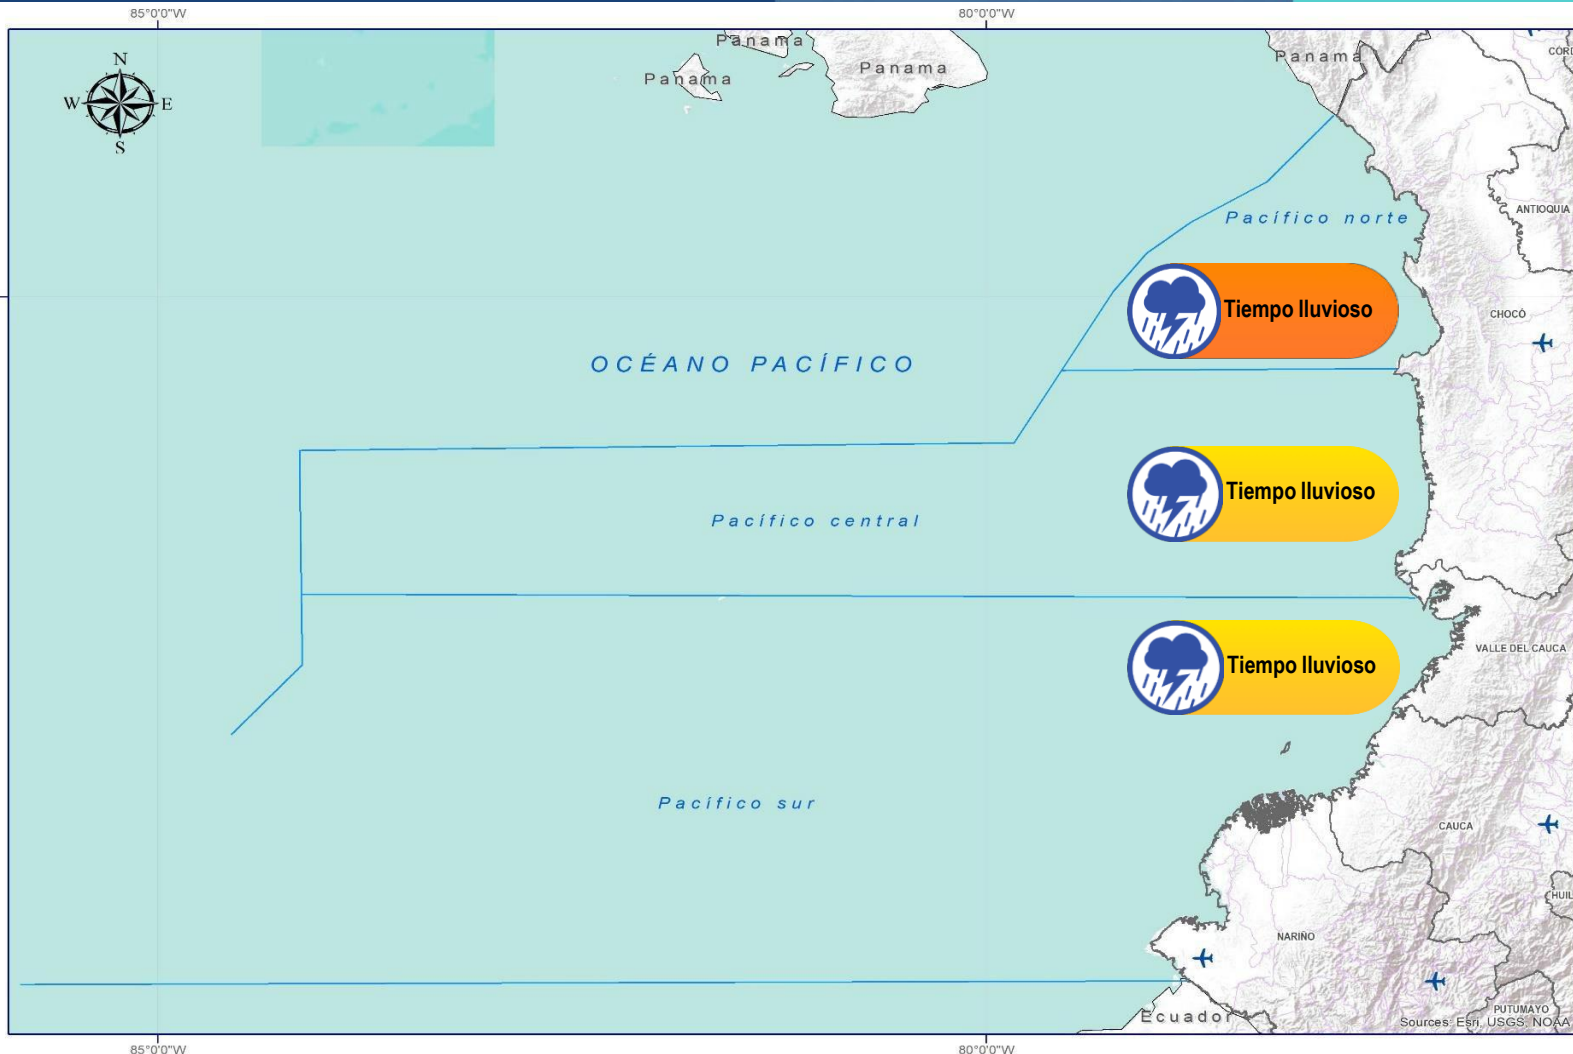 85°0'0"W
80°0'0"W
N
W
E
S
Panama
Panama
Panama
Panama
ANTIOQUIA
Pacífico norte
Tiempo lluvioso
CHOCÓ
OCÉANO PACÍFICO
Tiempo lluvioso
Pacífico central
VALLE DEL CAUCA
Tiempo lluvioso
Pacífico sur
CAUCA
NARIÑO
PUTUMAYO
Ecuador
Sources: Esri, USGS, NOAA
85°0'0"W
80°0'0"W